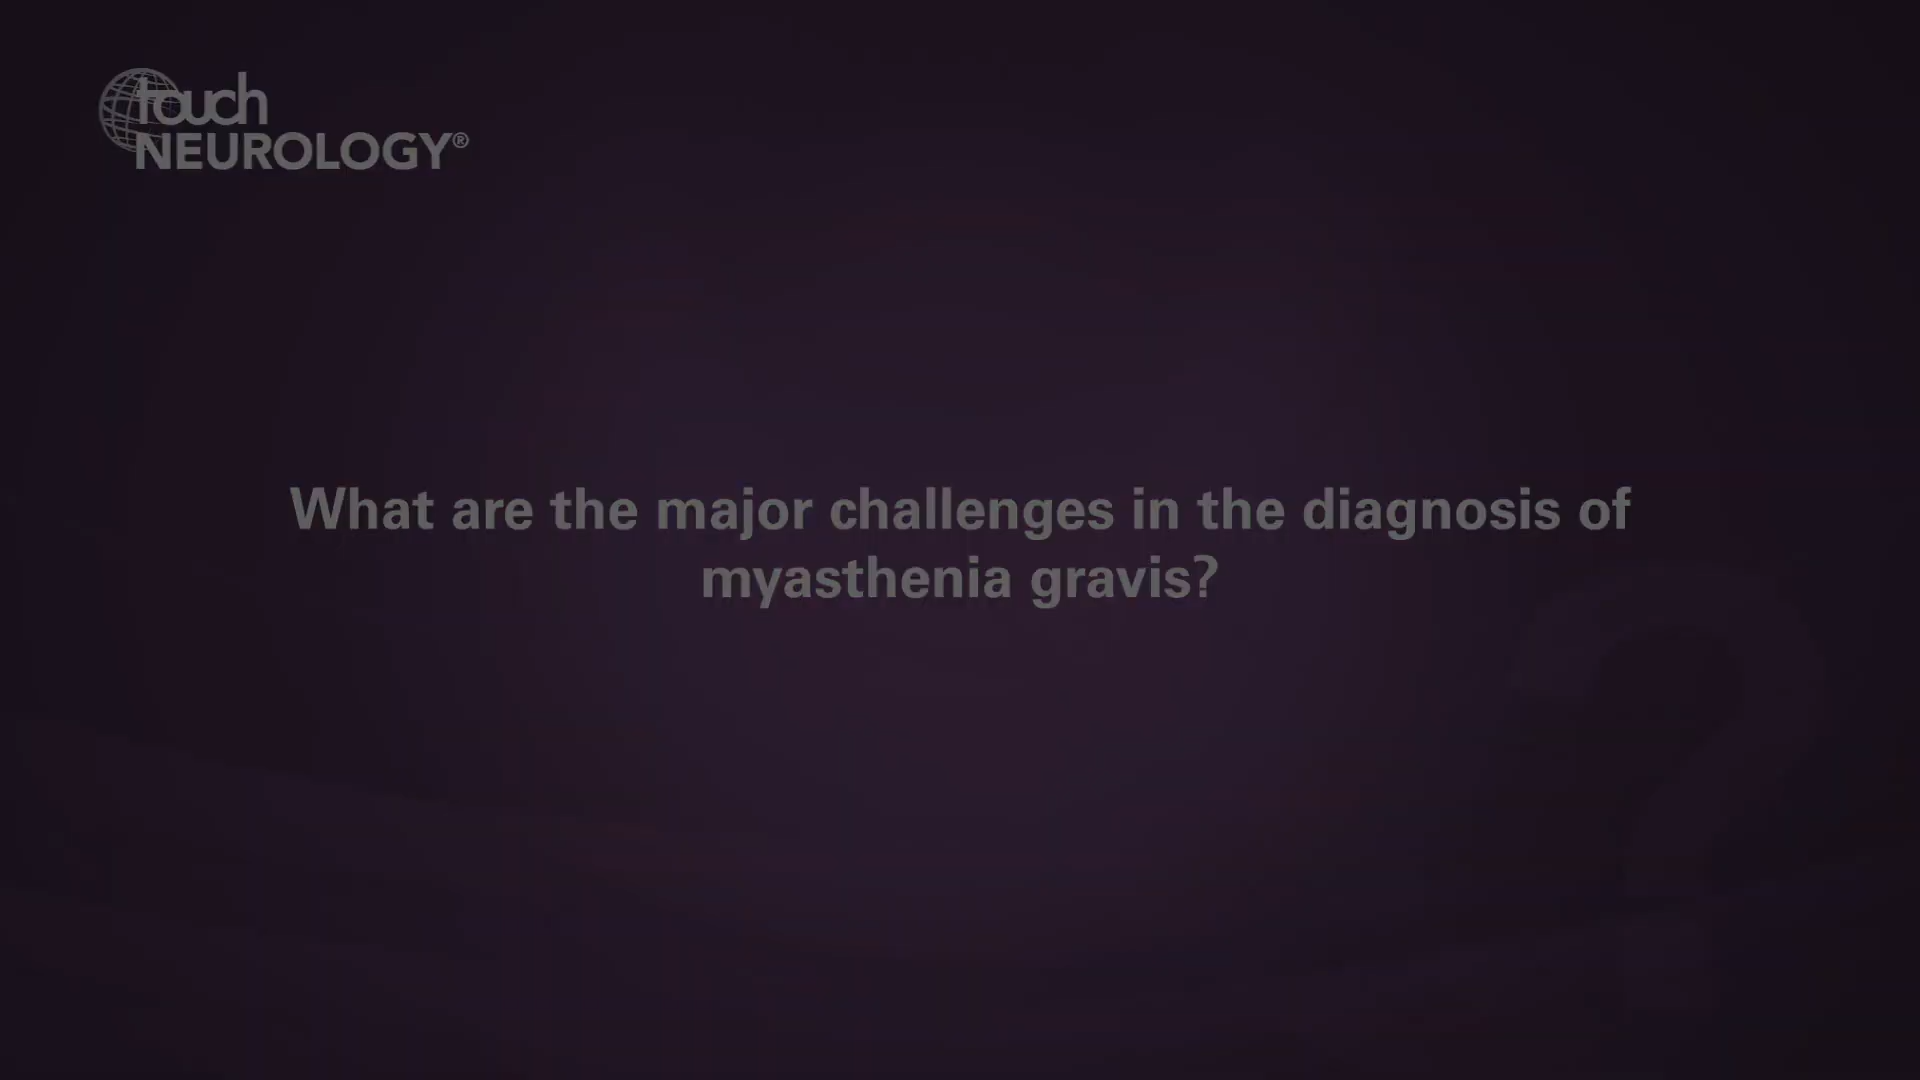 touch
NEUROLOGY®
What are the major challenges in the diagnosis of
myasthenia gravis?